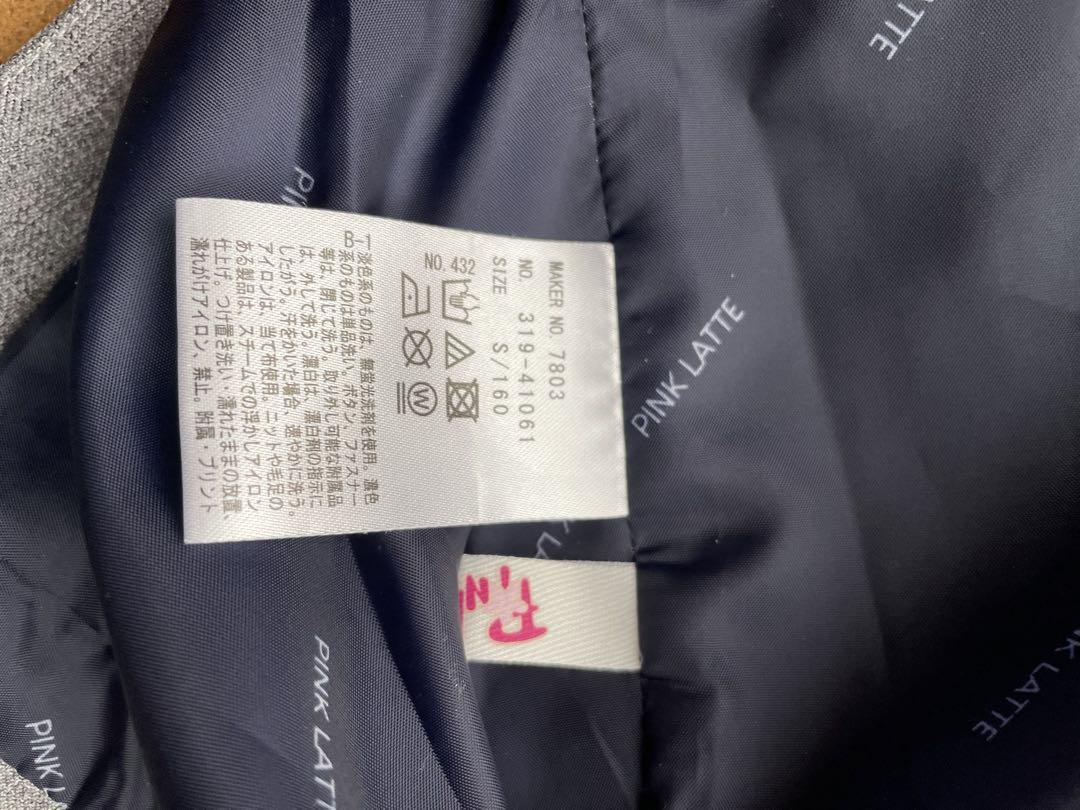 MAKER NO. 7803
NO. 319-41061
SIZE S/160
NO.432
W
B
1-淡色系のものは、無蛍光洗剤を使用。濃色
系のものは単品洗い。ボタン、ファスナー
等は、閉じて洗う。取り外し可能な附属品
は、外して洗う。漂白は、漂白剤の指示に
したがう。汗をかいた場合、速やかに洗う。
アイロンは、当て布使用。ニットや毛足の
ある製品は、スチームでの浮かしアイロン
仕上げ。つけ置き洗い・濡れたままの放置、
濡れがけアイロン、禁止。附属・プリント
PINK LATTE
PINK LATTE
PINK LATT
PINK L
PI
LATTE
K LATTE